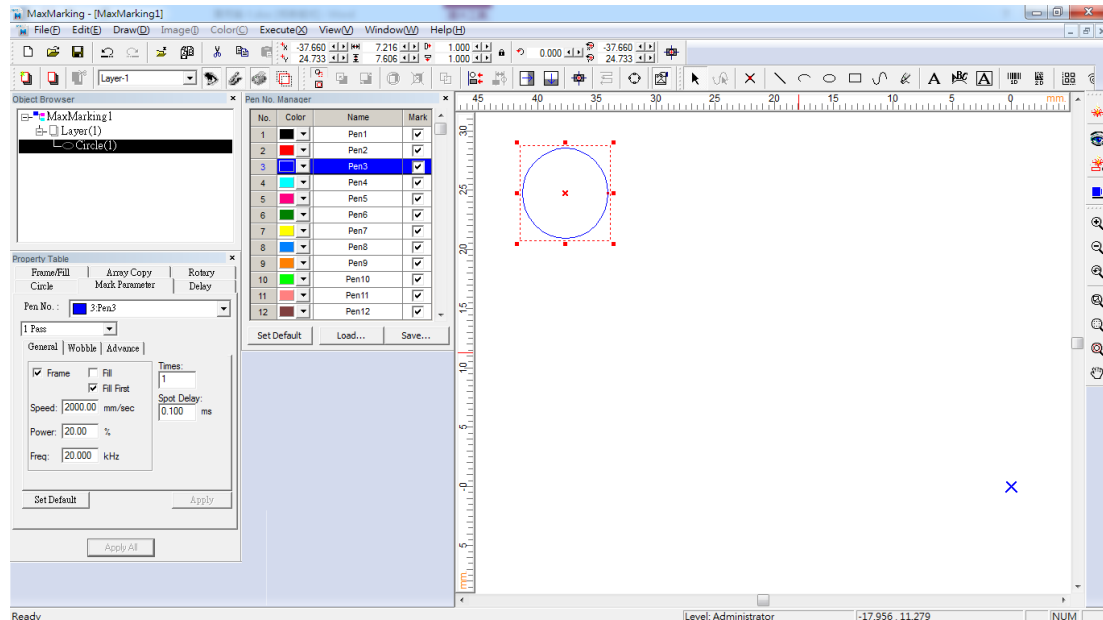 MaxMarking - [MaxMarking1]
File(F) Edit(E) Draw(D) Image(I) Color(C) Execute(X) View(V) Window(W) Help(H)
-37.660 7.216 1.000 0.000 -37.660
24.733 7.606 1.000 24.733
Layer-1
Object Browser
MaxMarking1
Layer(1)
Circle(1)
Pen No. Manager
No. Color Name Mark
1 Pen1
2 Pen2
3 Pen3
4 Pen4
5 Pen5
6 Pen6
7 Pen7
8 Pen8
9 Pen9
10 Pen10
11 Pen11
12 Pen12
Set Default Load... Save...
Property Table
Frame/Fill Array Copy Rotary
Circle Mark Parameter Delay
Pen No. : 3:Pen3
1 Pass
General Wobble Advance
Frame Fill
Fill First
Times:
1
Speed: 2000.00 mm/sec
Spot Delay:
0.100 ms
Power: 20.00 %
Freq: 20.000 kHz
Set Default Apply
Apply All
45 40 35 30 25 20 15 10 5 0 mm
30
25
20
15
10
5
0
5
mm
Ready
Level: Administrator
-17.956 , 11.279
NUM